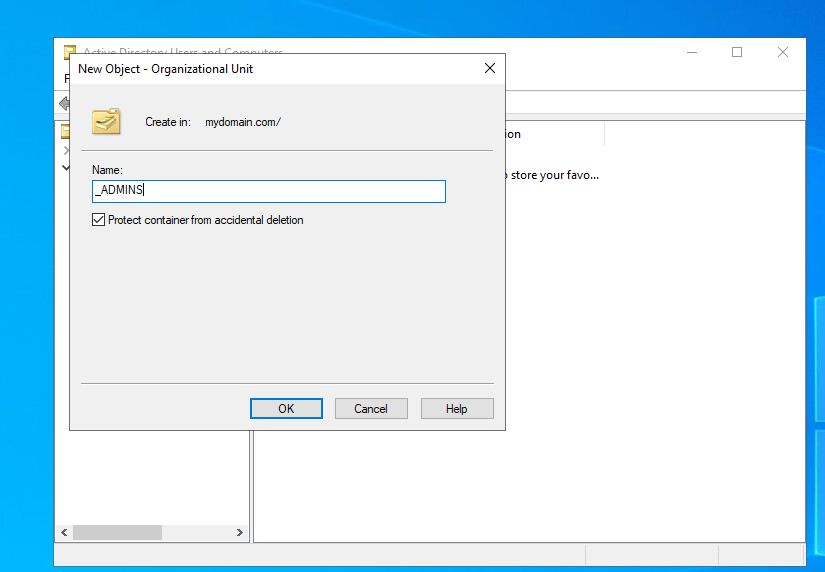 Active Directory Users and Computers
New Object - Organizational Unit
F
Create in: mydomain.com/
ion
Name:
o store your favo...
_ADMINS
Protect container from accidental deletion
OK Cancel Help